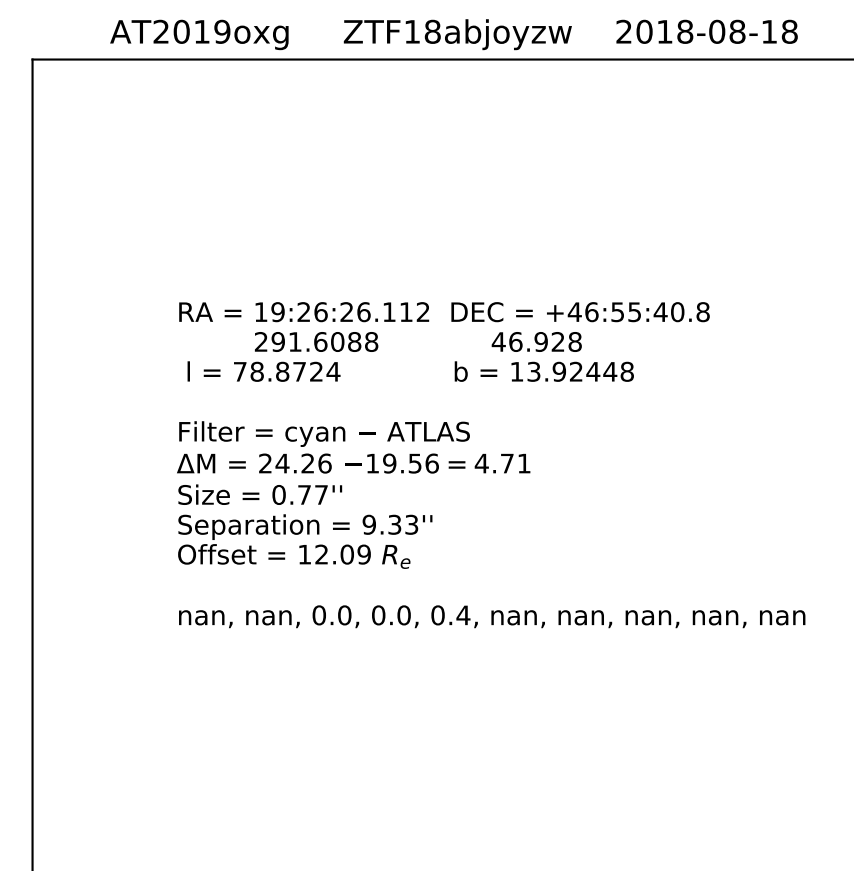 AT2019oxg ZTF18abjoyzw 2018-08-18
RA = 19:26:26.112 DEC = +46:55:40.8
291.6088 46.928
l = 78.8724 b = 13.92448
Filter = cyan − ATLAS
ΔM = 24.26 −19.56 = 4.71
Size = 0.77''
Separation = 9.33''
Offset = 12.09 Rₑ
nan, nan, 0.0, 0.0, 0.4, nan, nan, nan, nan, nan